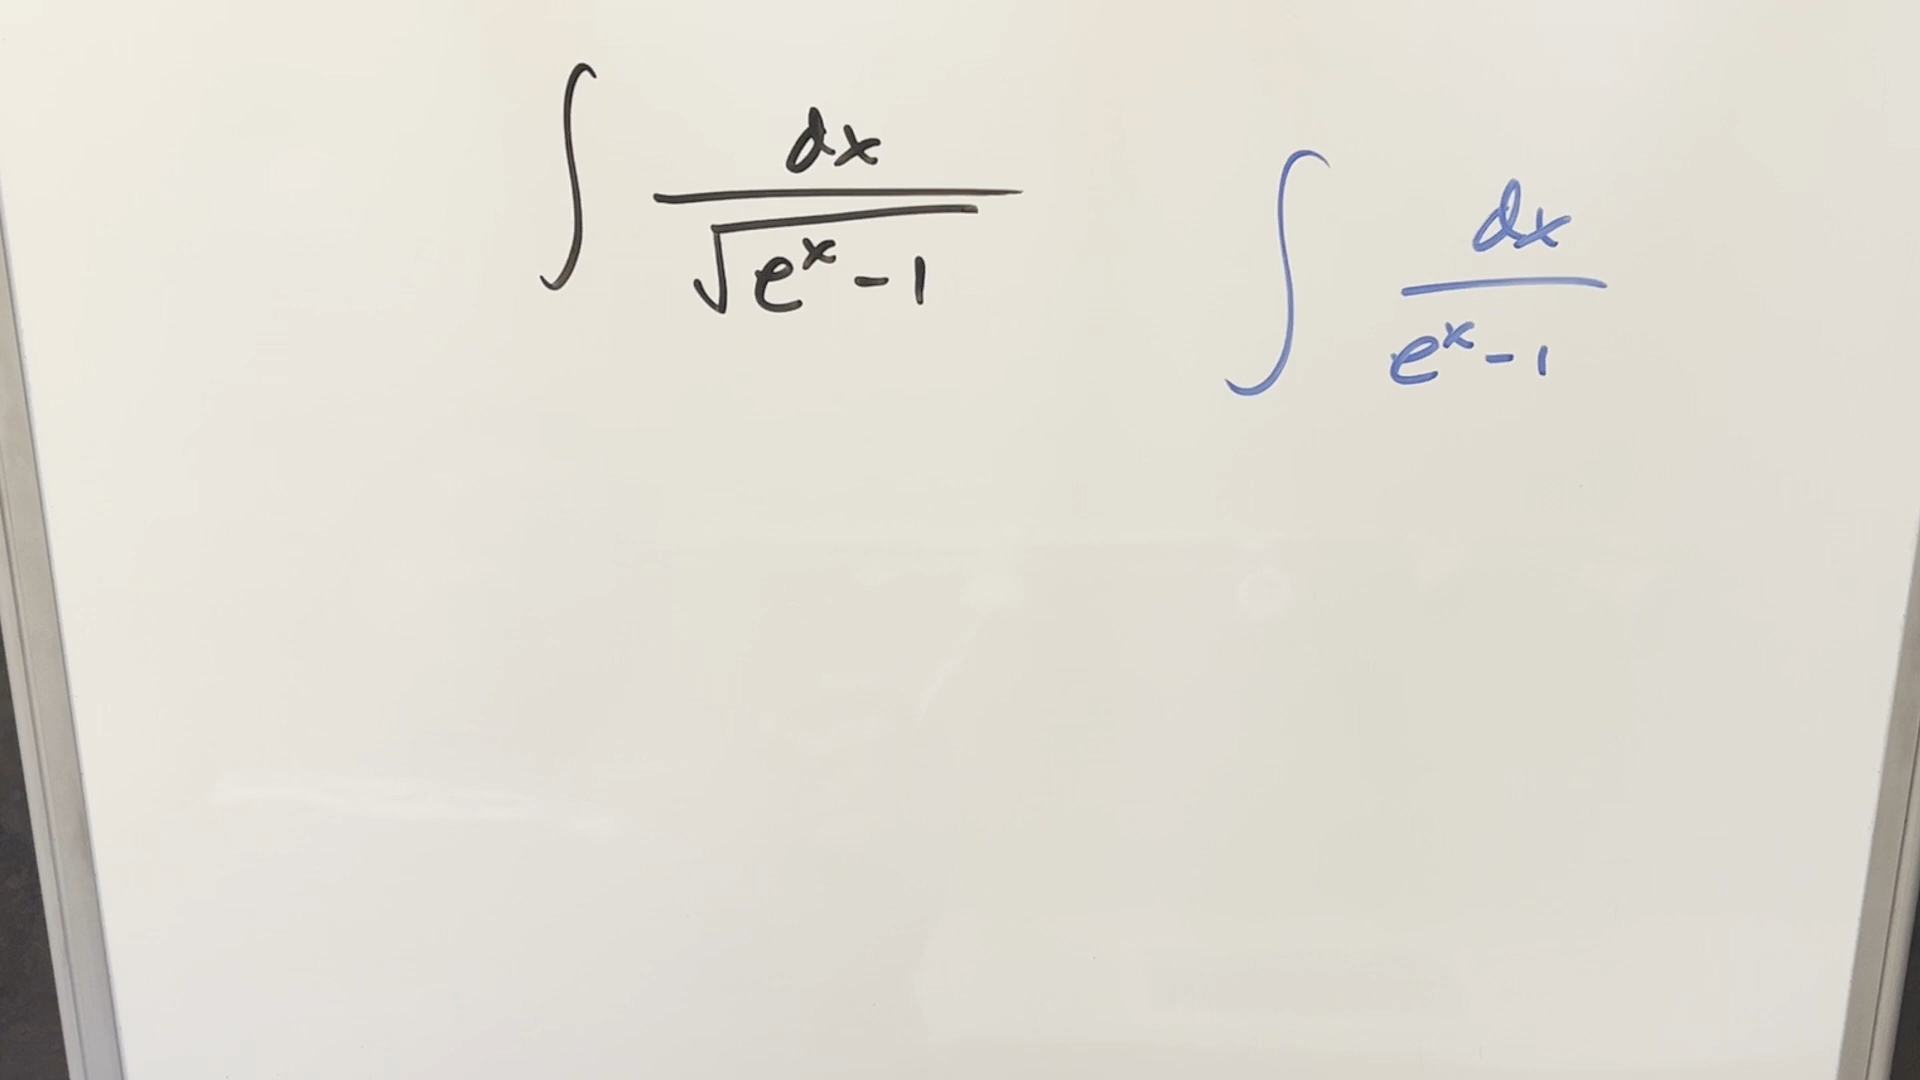 ∫ dx / √(e^x - 1)
∫ dx / (e^x - 1)